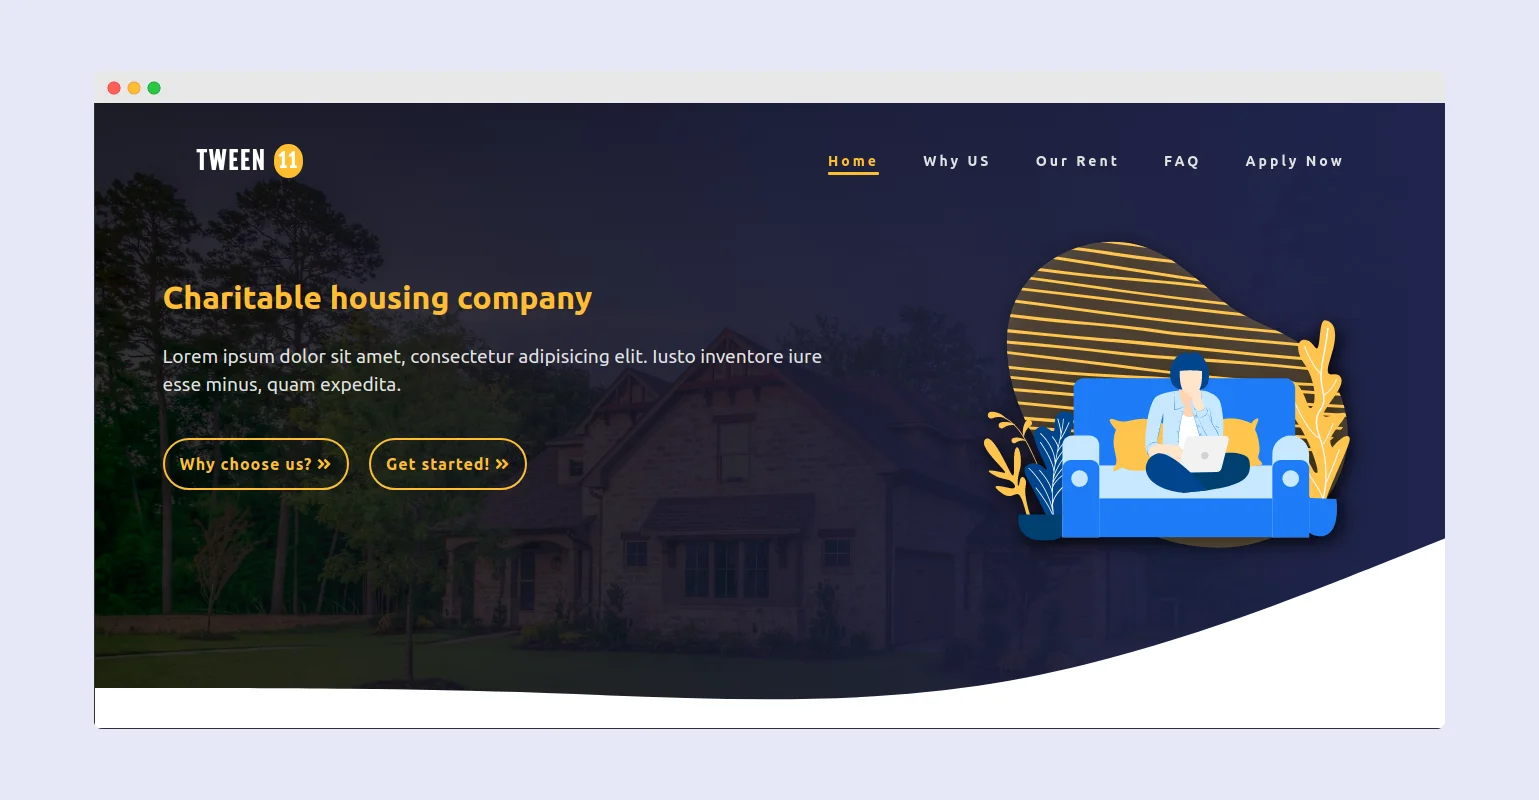 TWEEN 11
Home Why US Our Rent FAQ Apply Now
Charitable housing company
Lorem ipsum dolor sit amet, consectetur adipisicing elit. Iusto inventore iure
esse minus, quam expedita.
Why choose us? » Get started! »